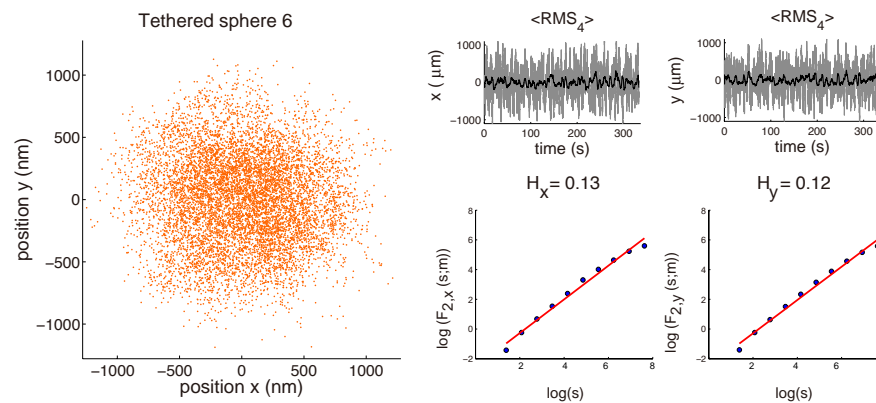 Tethered sphere 6
position y (nm)
1000
500
0
−500
−1000
−1000 −500 0 500 1000
position x (nm)
<RMS4>
x ( μm)
1000
0
−1000
0 100 200 300
time (s)
<RMS4>
y (μm)
1000
0
−1000
0 100 200 300
time (s)
Hx= 0.13
log (F2,x (s;m))
8
6
4
2
0
−2
2 4 6 8
log(s)
Hy= 0.12
log (F2,y (s;m))
8
6
4
2
0
−2
2 4 6
log(s)